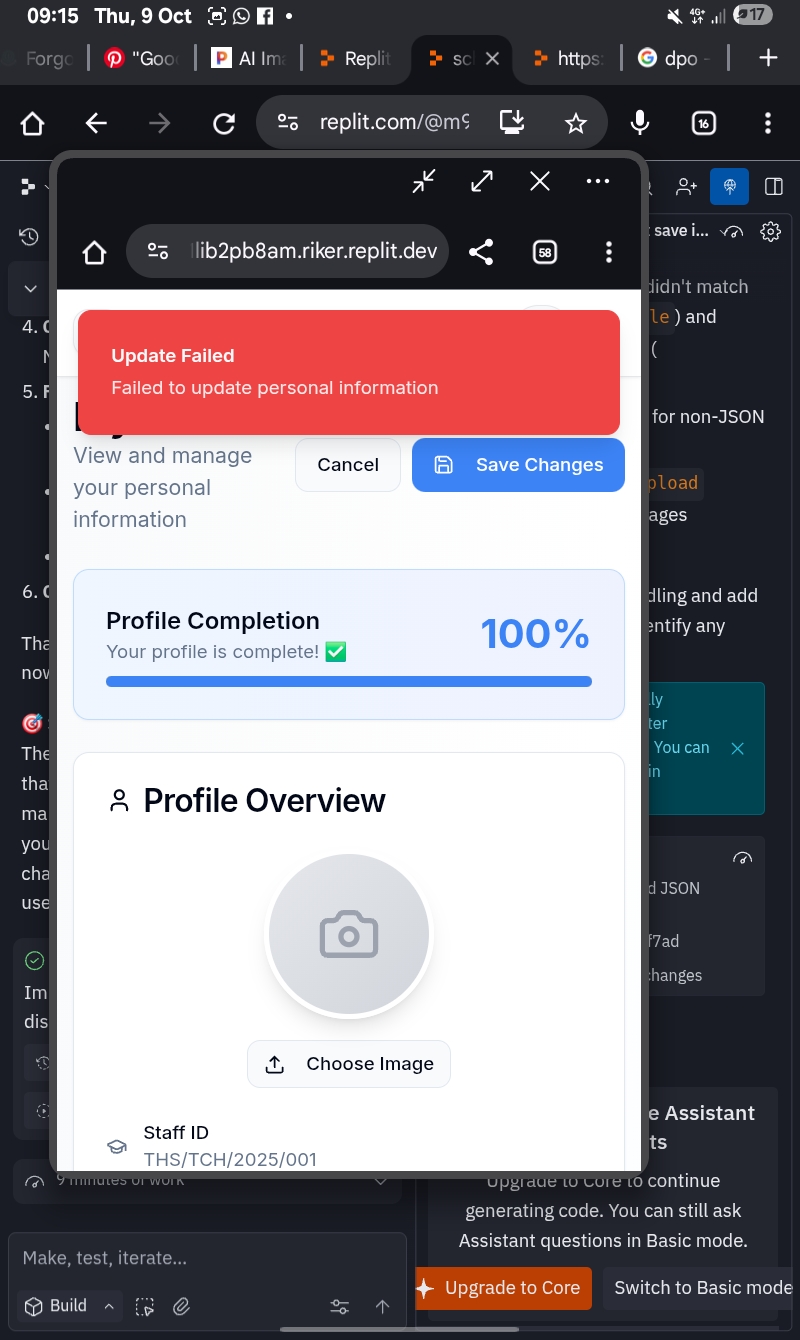 09:15 Thu, 9 Oct
4G+
17
Forgo
"Goo
AI Ima
Replit
scl
https:
dpo -
replit.com/@m9
16
lib2pb8am.riker.replit.dev
58
Update Failed
Failed to update personal information
View and manage
your personal
information
Cancel
Save Changes
Profile Completion
100%
Your profile is complete! ✅
Profile Overview
Choose Image
Staff ID
THS/TCH/2025/001
4.
5.
6.
Tha
now
🎯
The
tha
ma
you
cha
use
Im
dis
9 minutes of work
Make, test, iterate...
Build
t save i...
didn't match
le ) and
(
for non-JSON
pload
ages
dling and add
entify any
lly
ter
You can
in
d JSON
f7ad
changes
e Assistant
ts
Upgrade to Core to continue
generating code. You can still ask
Assistant questions in Basic mode.
Upgrade to Core
Switch to Basic mode